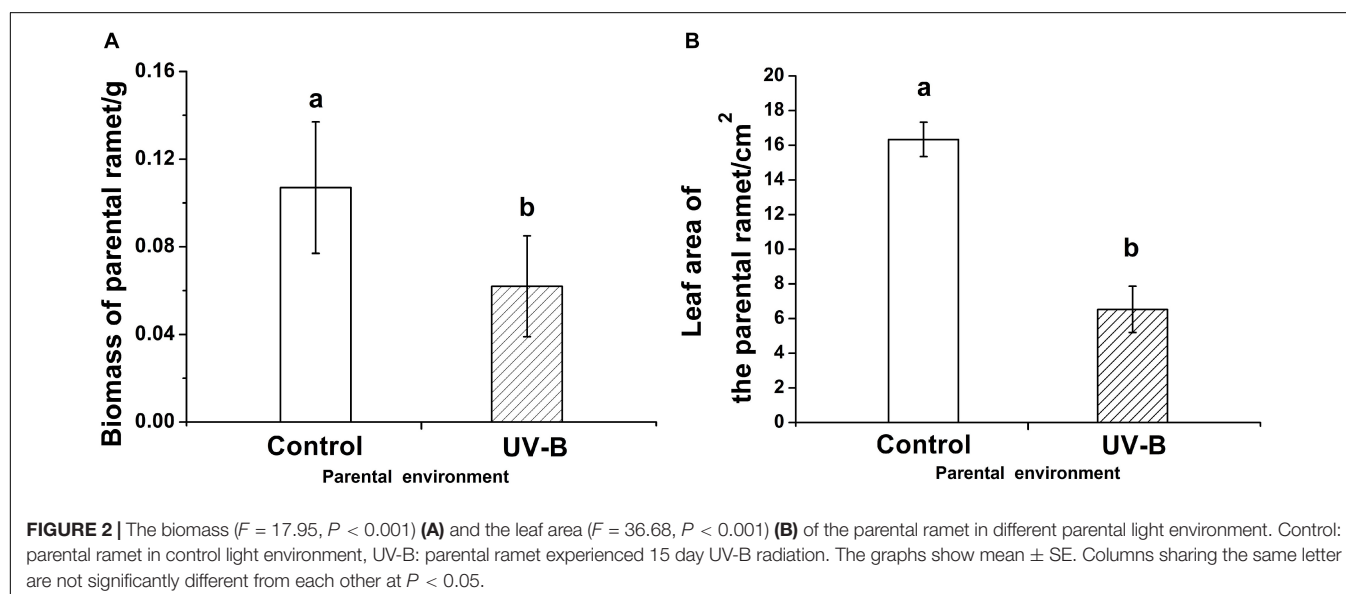 A
Biomass of parental ramet/g
0.16
0.12
0.08
0.04
0.00
a
b
Control
UV-B
Parental environment
B
Leaf area of
the parental ramet/cm²
20
18
16
14
12
10
8
6
4
2
0
a
b
Control
UV-B
Parental environment
FIGURE 2 | The biomass (F = 17.95, P < 0.001) (A) and the leaf area (F = 36.68, P < 0.001) (B) of the parental ramet in different parental light environment. Control:
parental ramet in control light environment, UV-B: parental ramet experienced 15 day UV-B radiation. The graphs show mean ± SE. Columns sharing the same letter
are not significantly different from each other at P < 0.05.